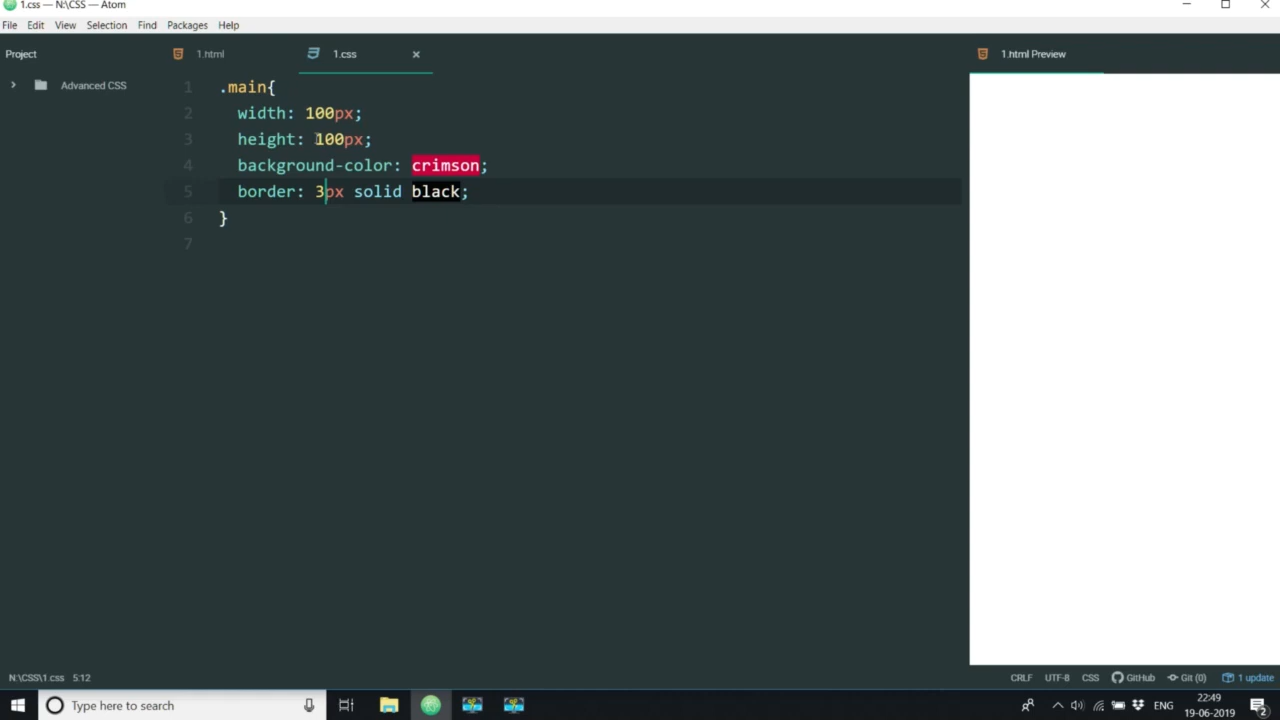 1.css — N:\CSS — Atom
File Edit View Selection Find Packages Help
Project
1.html
1.css
1.html Preview
Advanced CSS
1 .main{
2 width: 100px;
3 height: 100px;
4 background-color: crimson;
5 border: 3px solid black;
6 }
7
N:\CSS\1.css 5:12
CRLF UTF-8 CSS GitHub Git (0) 1 update
Type here to search
ENG
22:49
19-06-2019
2